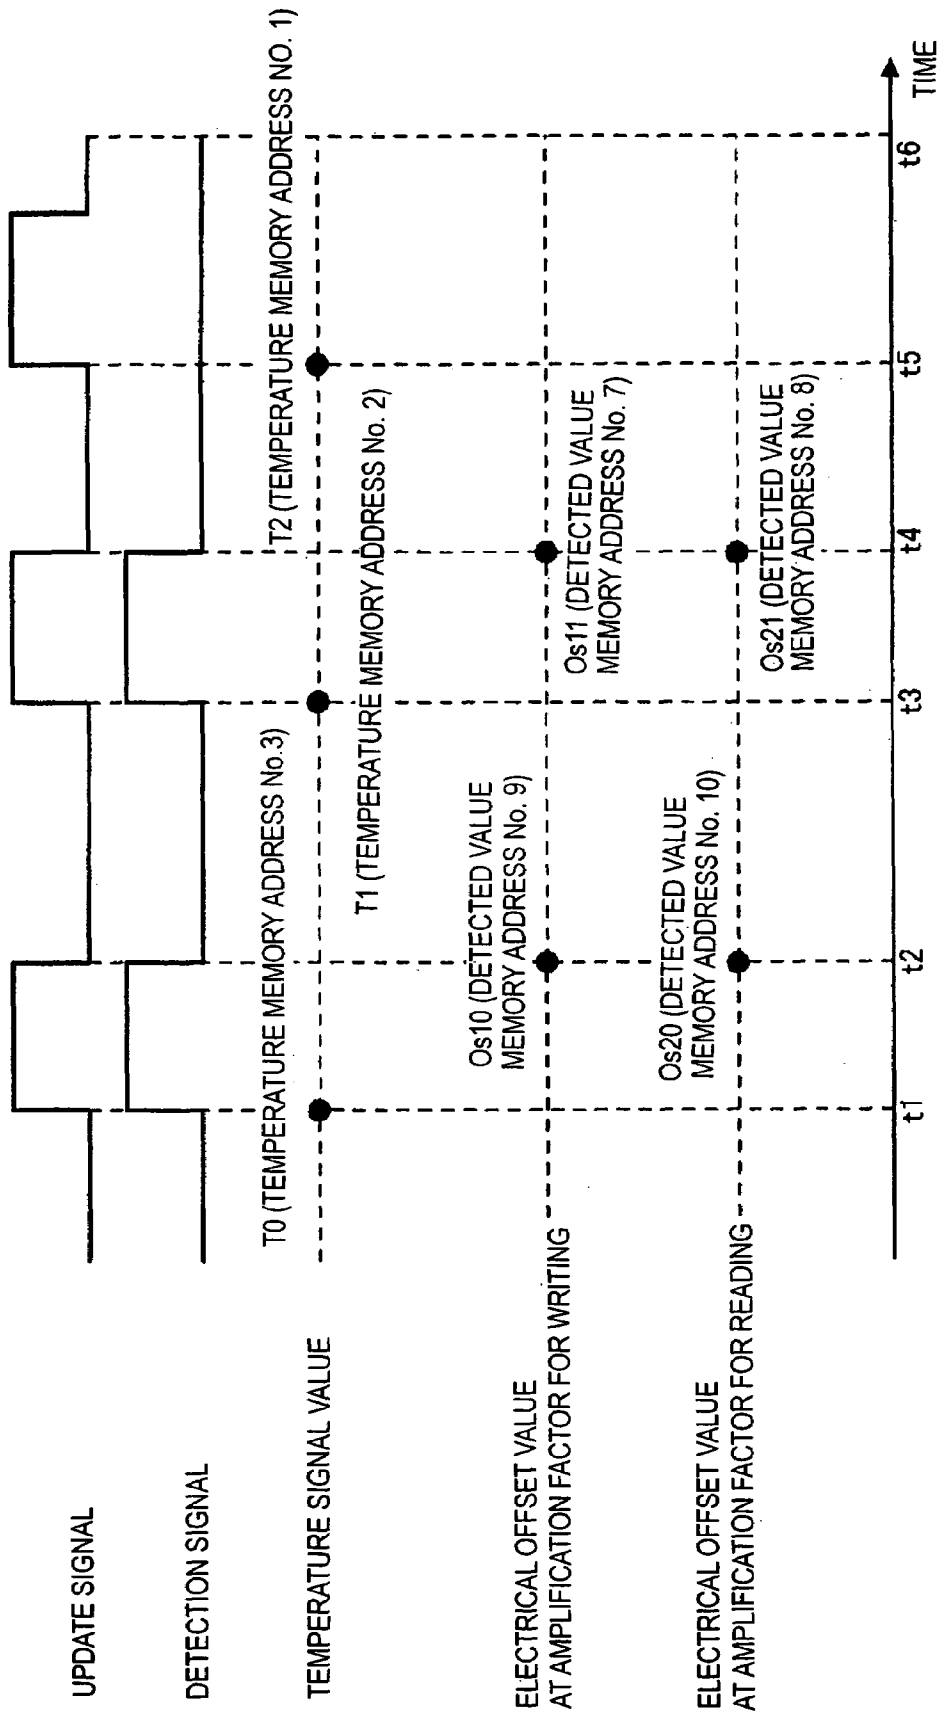 UPDATE SIGNAL
DETECTION SIGNAL
T0 (TEMPERATURE MEMORY ADDRESS No.3)
T2 (TEMPERATURE MEMORY ADDRESS NO. 1)
TEMPERATURE SIGNAL VALUE
T1 (TEMPERATURE MEMORY ADDRESS No. 2)
Os10 (DETECTED VALUE
MEMORY ADDRESS No. 9)
Os11 (DETECTED VALUE
MEMORY ADDRESS No. 7)
ELECTRICAL OFFSET VALUE
AT AMPLIFICATION FACTOR FOR WRITING
Os20 (DETECTED VALUE
MEMORY ADDRESS No. 10)
Os21 (DETECTED VALUE
MEMORY ADDRESS No. 8)
ELECTRICAL OFFSET VALUE
AT AMPLIFICATION FACTOR FOR READING
t1 t2 t3 t4 t5 t6
TIME